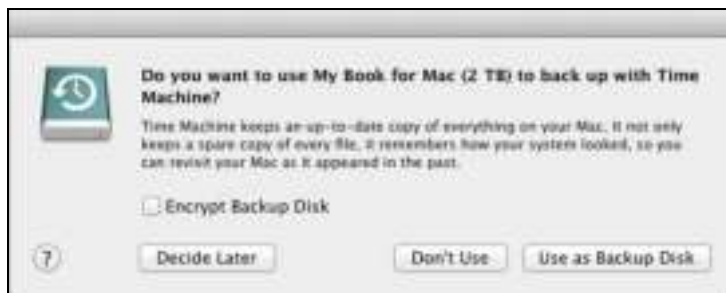 Do you want to use My Book for Mac (2 TB) to back up with Time
Machine?
Time Machine keeps an up-to-date copy of everything on your Mac. It not only
keeps a spare copy of every file, it remembers how your system looked, so you
can revisit your Mac as it appeared in the past.
Encrypt Backup Disk
? Decide Later Don't Use Use as Backup Disk